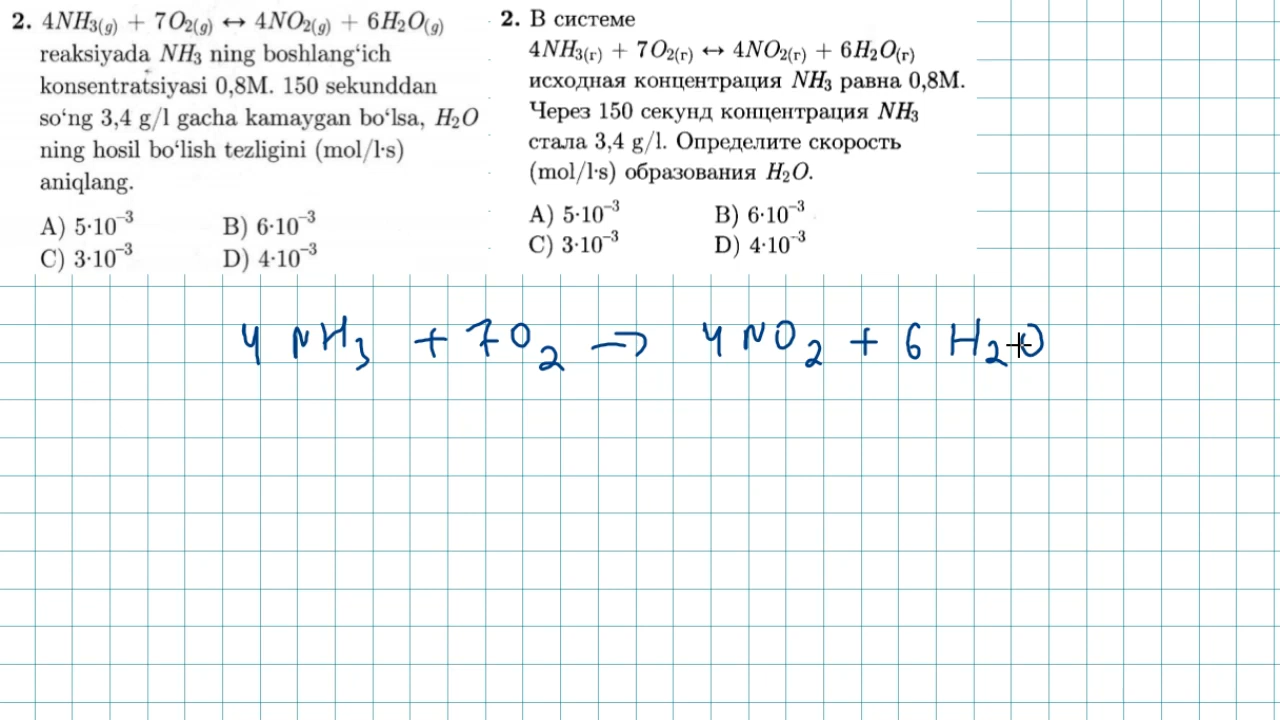 2. 4NH₃(g) + 7O₂(g) ↔ 4NO₂(g) + 6H₂O(g)
reaksiyada NH₃ ning boshlang‘ich
konsentratsiyasi 0,8M. 150 sekunddan
so‘ng 3,4 g/l gacha kamaygan bo‘lsa, H₂O
ning hosil bo‘lish tezligini (mol/l·s)
aniqlang.
A) 5·10⁻³ B) 6·10⁻³
C) 3·10⁻³ D) 4·10⁻³
2. В системе
4NH₃(г) + 7O₂(г) ↔ 4NO₂(г) + 6H₂O(г)
исходная концентрация NH₃ равна 0,8М.
Через 150 секунд концентрация NH₃
стала 3,4 g/l. Определите скорость
(mol/l·s) образования H₂O.
A) 5·10⁻³ B) 6·10⁻³
C) 3·10⁻³ D) 4·10⁻³
4 NH₃ + 7O₂ → 4 NO₂ + 6 H₂O